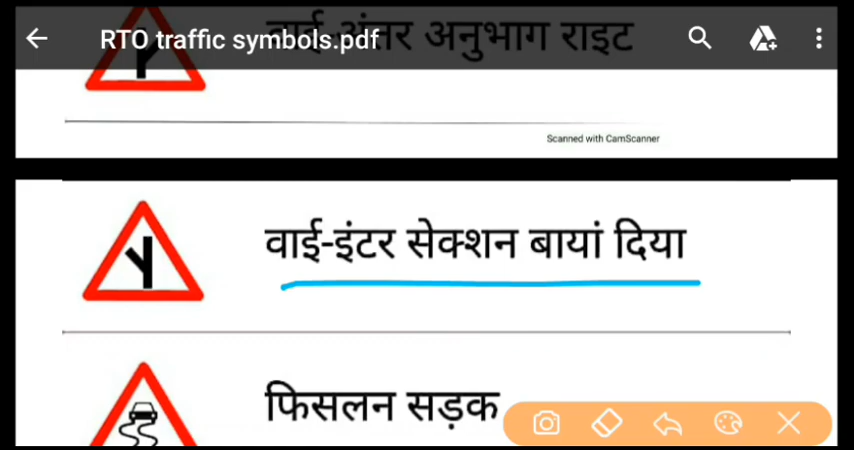 वाई-अंतर अनुभाग राइट
RTO traffic symbols.pdf
Scanned with CamScanner
वाई-इंटर सेक्शन बायां दिया
फिसलन सड़क